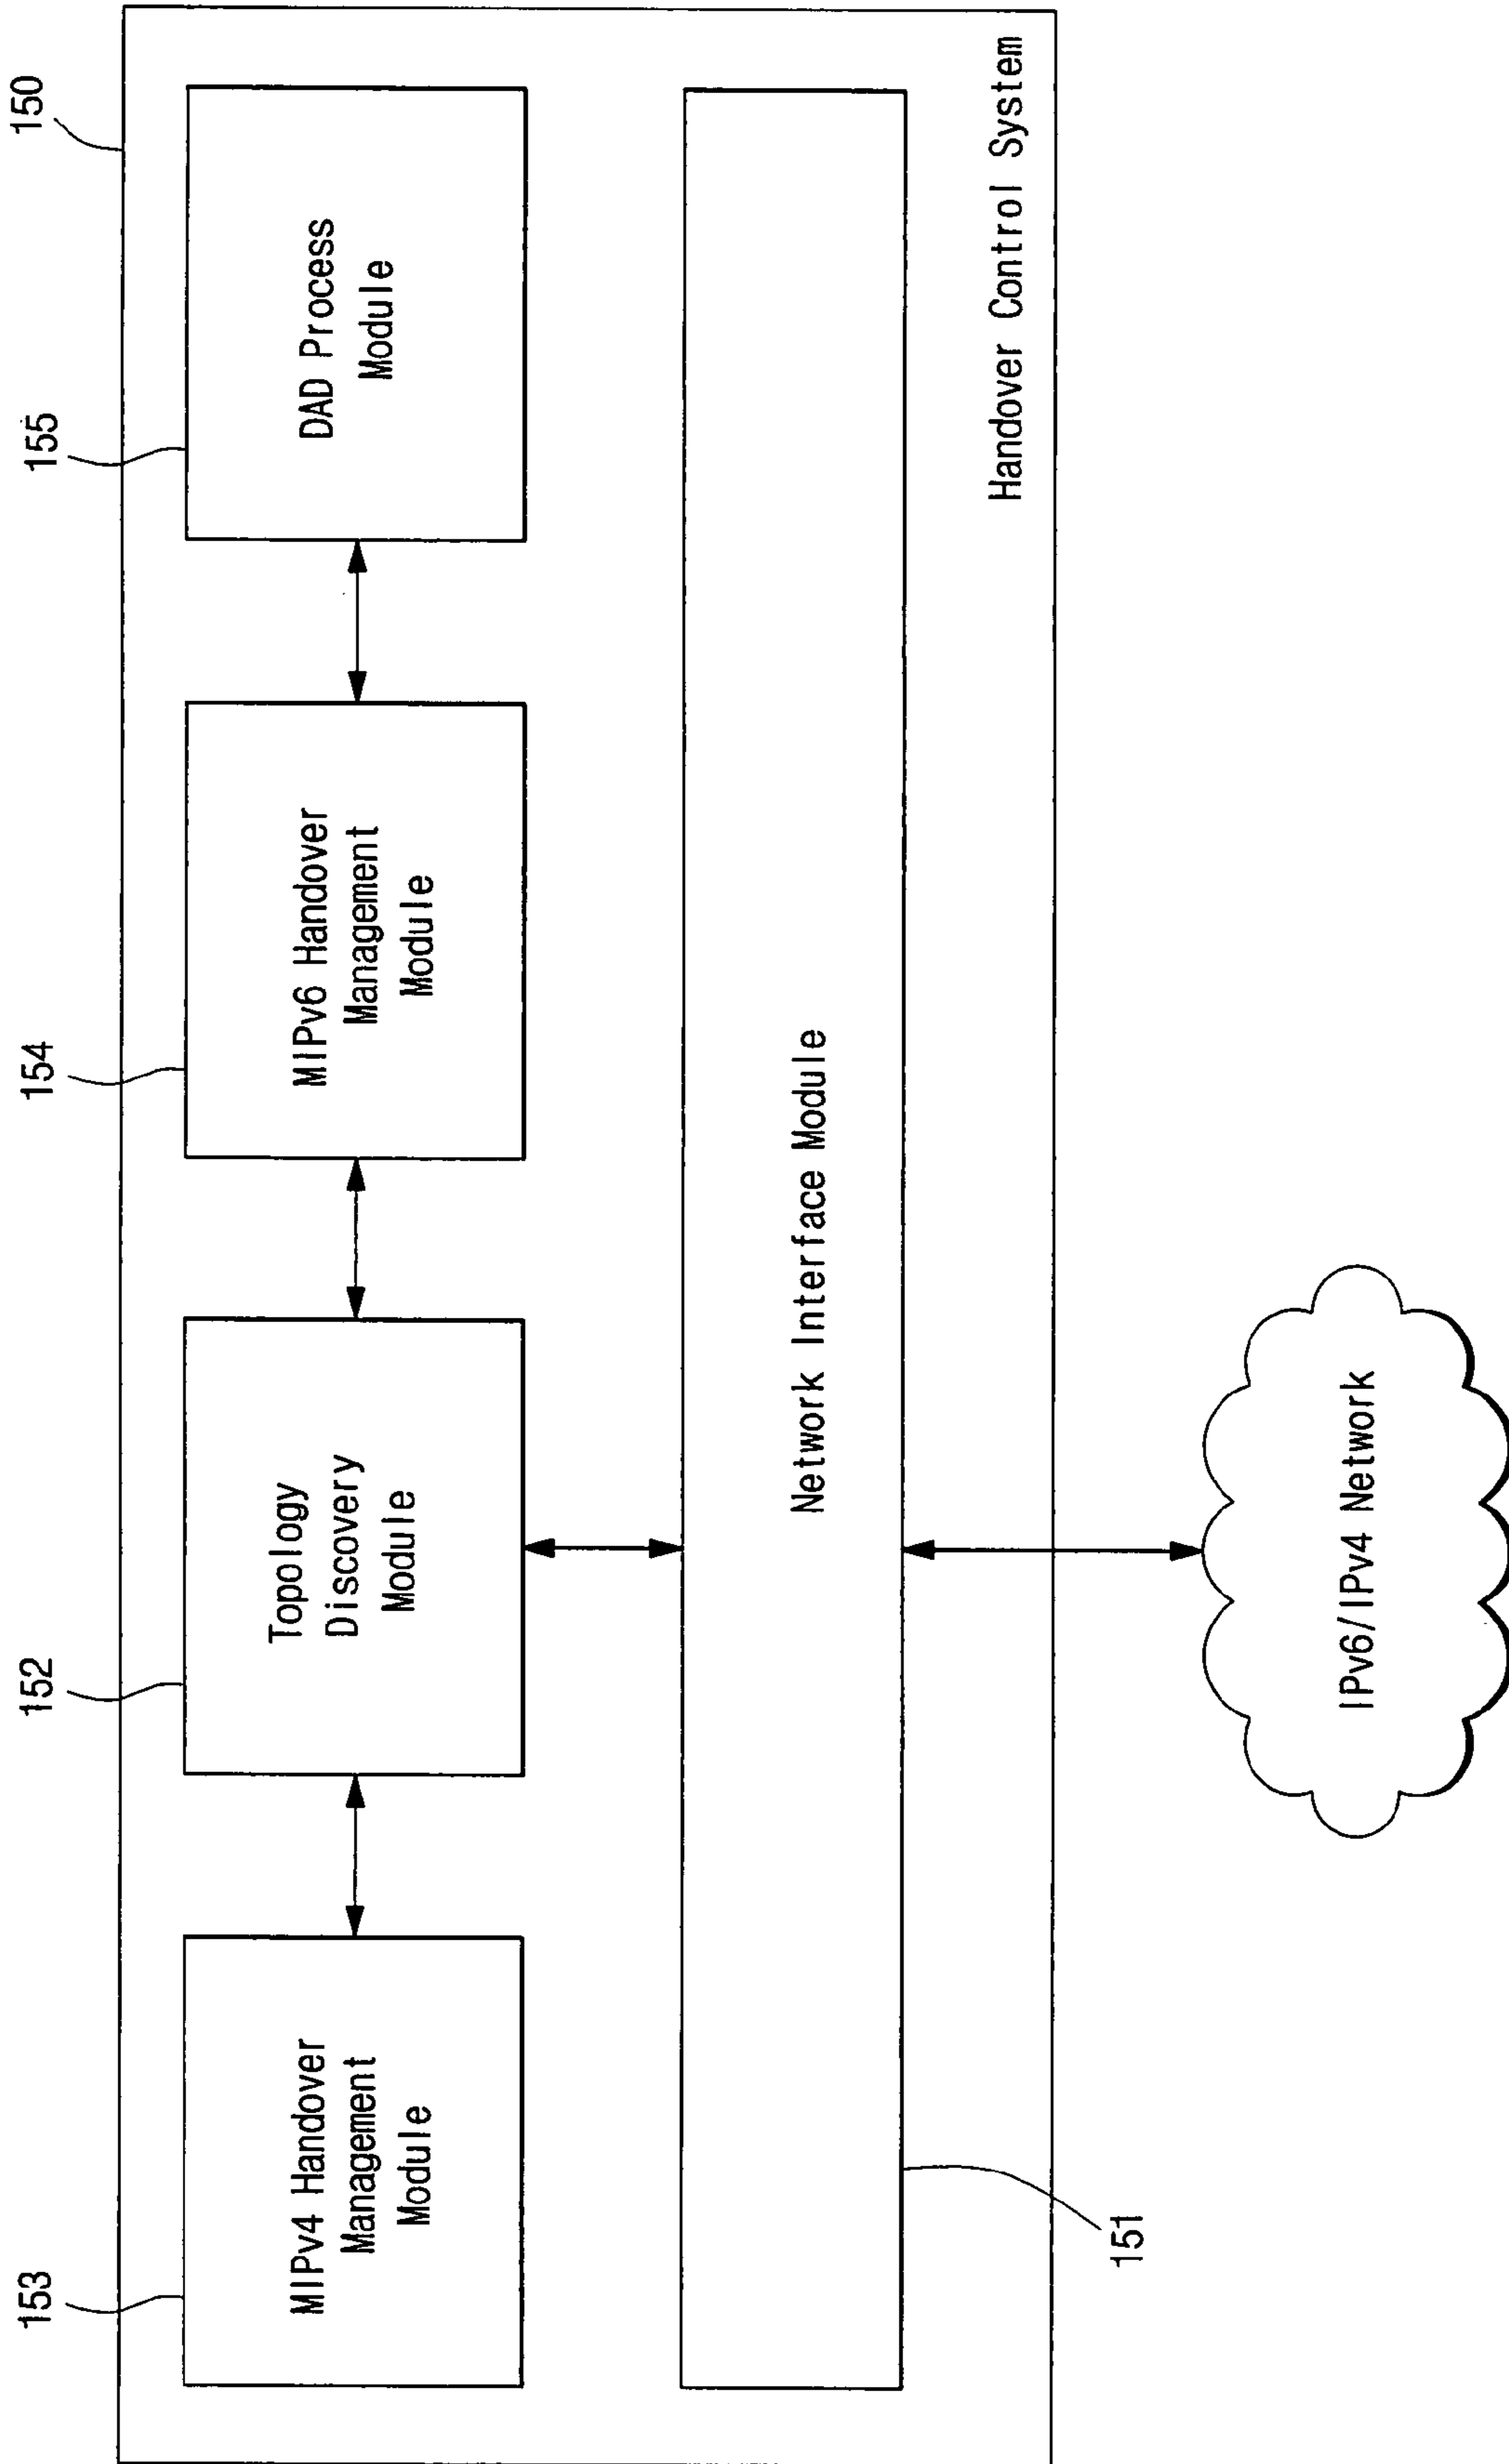 150
153
152
154
155
MIPv4 Handover
Management
Module
Topology
Discovery
Module
MIPv6 Handover
Management
Module
DAD Process
Module
Network Interface Module
Handover Control System
151
IPv6/IPv4 Network